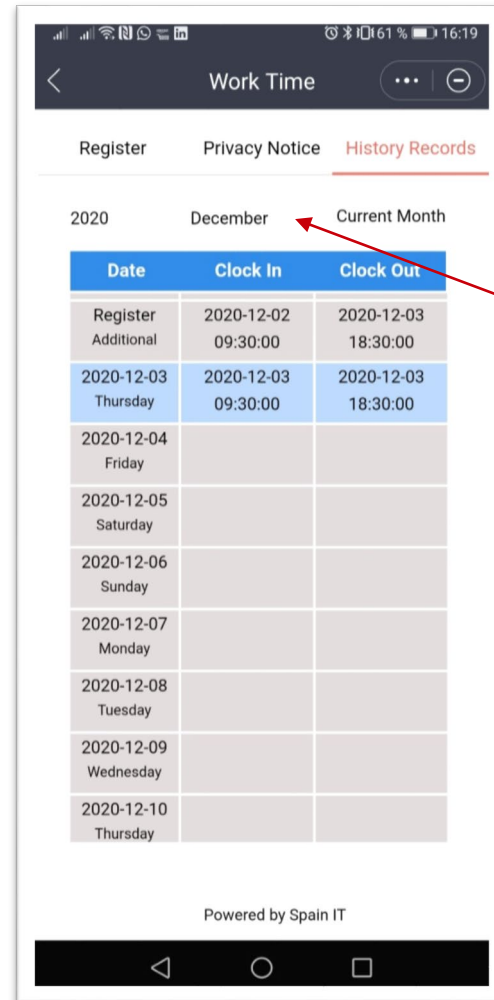 61 % 16:19
Work Time
Register Privacy Notice History Records
2020 December Current Month
Date Clock In Clock Out
Register 2020-12-02 2020-12-03
Additional 09:30:00 18:30:00
2020-12-03 2020-12-03 2020-12-03
Thursday 09:30:00 18:30:00
2020-12-04
Friday
2020-12-05
Saturday
2020-12-06
Sunday
2020-12-07
Monday
2020-12-08
Tuesday
2020-12-09
Wednesday
2020-12-10
Thursday
Powered by Spain IT